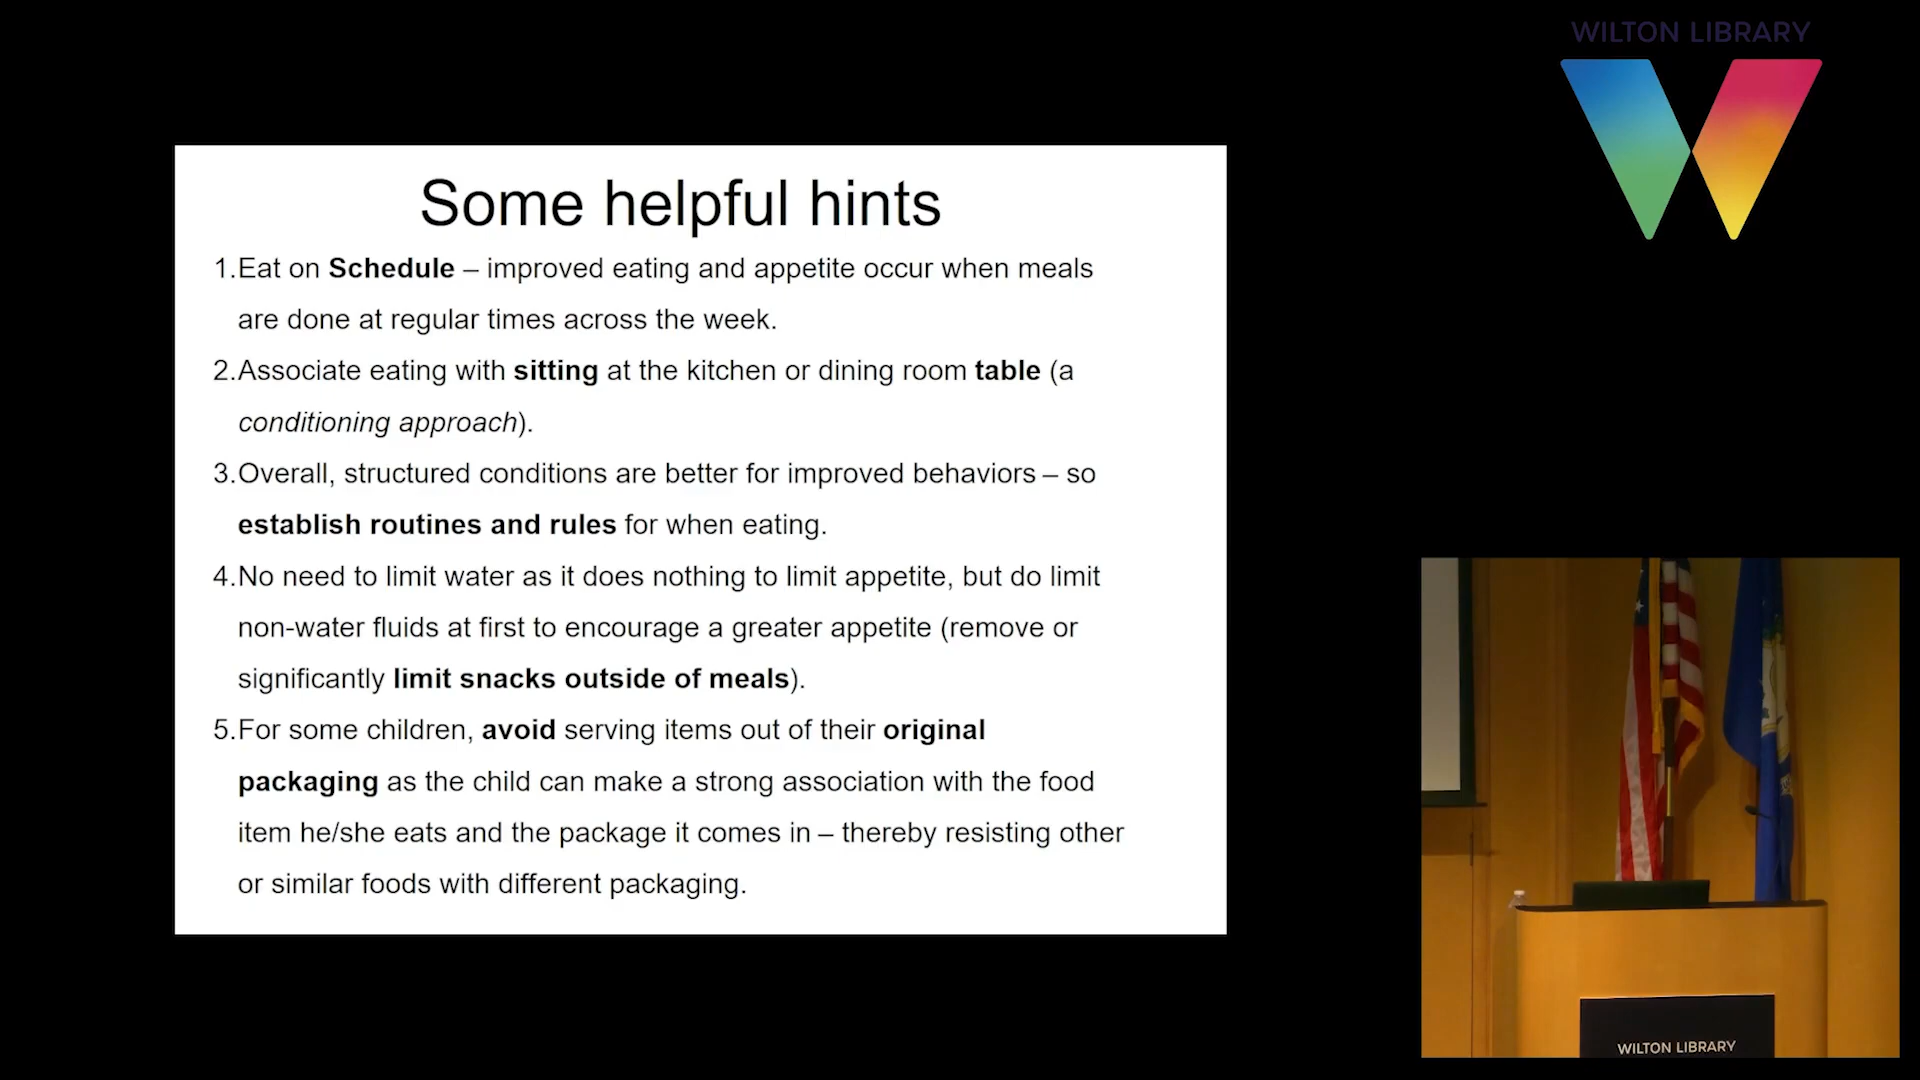 WILTON LIBRARY
Some helpful hints
1.Eat on Schedule – improved eating and appetite occur when meals
are done at regular times across the week.
2.Associate eating with sitting at the kitchen or dining room table (a
conditioning approach).
3.Overall, structured conditions are better for improved behaviors – so
establish routines and rules for when eating.
4.No need to limit water as it does nothing to limit appetite, but do limit
non-water fluids at first to encourage a greater appetite (remove or
significantly limit snacks outside of meals).
5.For some children, avoid serving items out of their original
packaging as the child can make a strong association with the food
item he/she eats and the package it comes in – thereby resisting other
or similar foods with different packaging.
WILTON LIBRARY